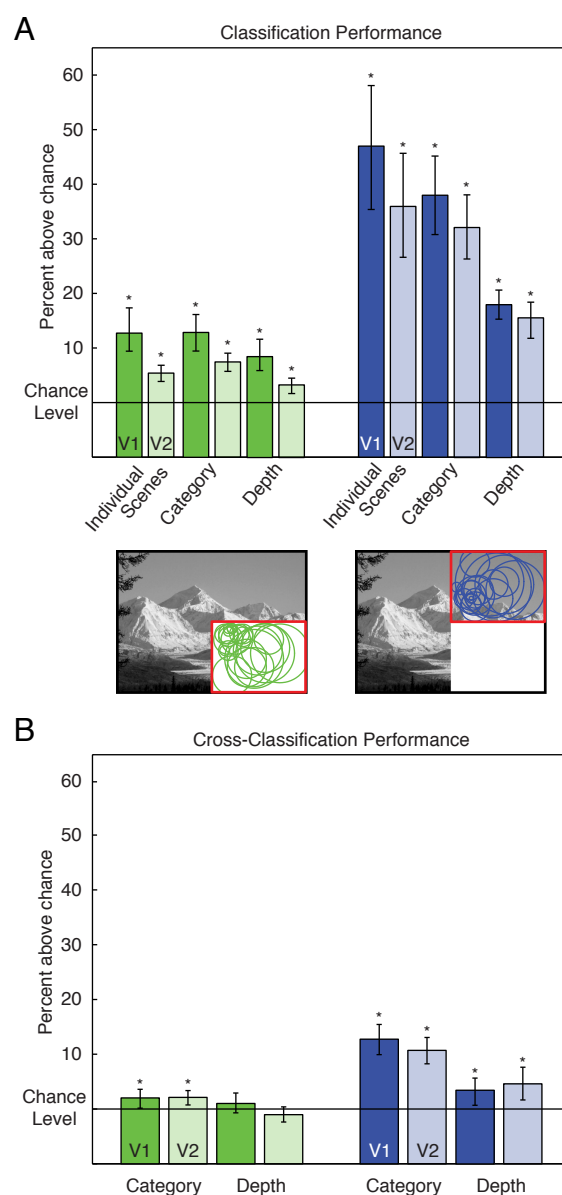 A
Classification Performance
Percent above chance
60
50
40
30
20
10
Chance
Level
* * * * * * * * * * * *
V1 V2 V1 V2
Individual
Scenes
Category
Depth
Individual
Scenes
Category
Depth
B
Cross-Classification Performance
Percent above chance
60
50
40
30
20
10
Chance
Level
* * * * * *
V1 V2 V1 V2
Category Depth Category Depth